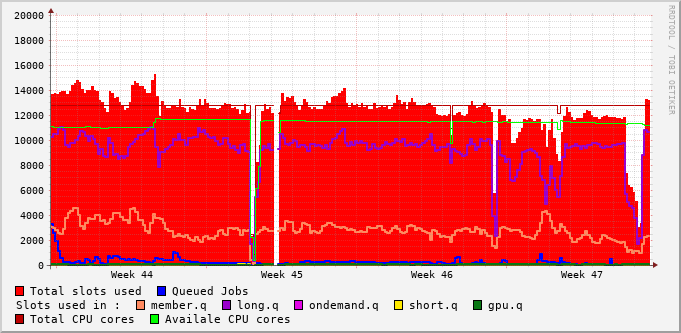 20000
18000
16000
14000
12000
10000
8000
6000
4000
2000
0
Week 44 Week 45 Week 46 Week 47
Total slots used Queued Jobs
Slots used in : member.q long.q ondemand.q short.q gpu.q
Total CPU cores Availale CPU cores
RRDTOOL / TOBI OETIKER